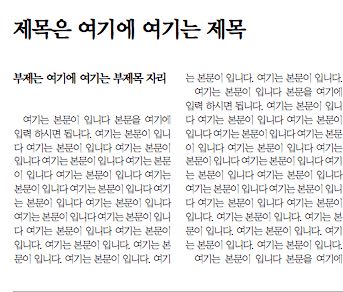 제목은 여기에 여기는 제목
부제는 여기에 여기는 부제목 자리
여기는 본문이 입니다 본문을 여기에
입력 하시면 됩니다. 여기는 본문이 입니
다 여기는 본문이 입니다 여기는 본문이
입니다 여기는 본문이 입니다 여기는 본문
이 입니다 여기는 본문이 입니다 여기는
본문이 입니다 여기는 본문이 입니다 여기
는 본문이 입니다 여기는 본문이 입니다
여기는 본문이 입니다 여기는 본문이 입니
다 여기는 본문이 입니다 여기는 본문이
입니다. 여기는 본문이 입니다. 여기는 본
문이 입니다. 여기는 본문이 입니다. 여기
는 본문이 입니다. 여기는 본문이 입니다.
여기는 본문이 입니다 본문을 여기에
입력 하시면 됩니다. 여기는 본문이 입니
다 여기는 본문이 입니다 여기는 본문이
입니다 여기는 본문이 입니다 여기는 본문
이 입니다 여기는 본문이 입니다 여기는
본문이 입니다 여기는 본문이 입니다 여기
는 본문이 입니다 여기는 본문이 입니다
여기는 본문이 입니다 여기는 본문이 입니
다 여기는 본문이 입니다 여기는 본문이
입니다. 여기는 본문이 입니다. 여기는 본
문이 입니다. 여기는 본문이 입니다. 여기
는 본문이 입니다. 여기는 본문이 입니다.
여기는 본문이 입니다 본문을 여기에